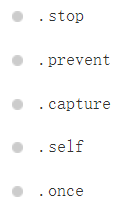 .stop
.prevent
.capture
.self
.once